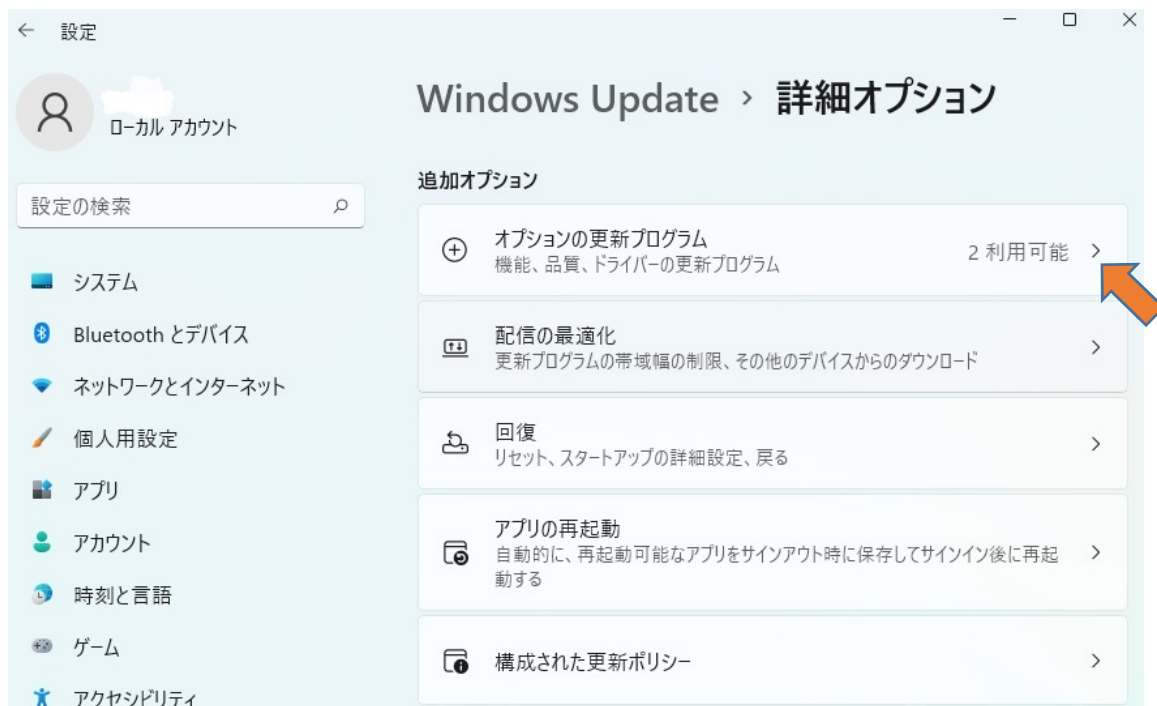 設定
ローカル アカウント
設定の検索
システム
Bluetooth とデバイス
ネットワークとインターネット
個人用設定
アプリ
アカウント
時刻と言語
ゲーム
アクセシビリティ
Windows Update › 詳細オプション
追加オプション
オプションの更新プログラム
機能、品質、ドライバーの更新プログラム
2 利用可能
配信の最適化
更新プログラムの帯域幅の制限、その他のデバイスからのダウンロード
回復
リセット、スタートアップの詳細設定、戻る
アプリの再起動
自動的に、再起動可能なアプリをサインアウト時に保存してサインイン後に再起
動する
構成された更新ポリシー